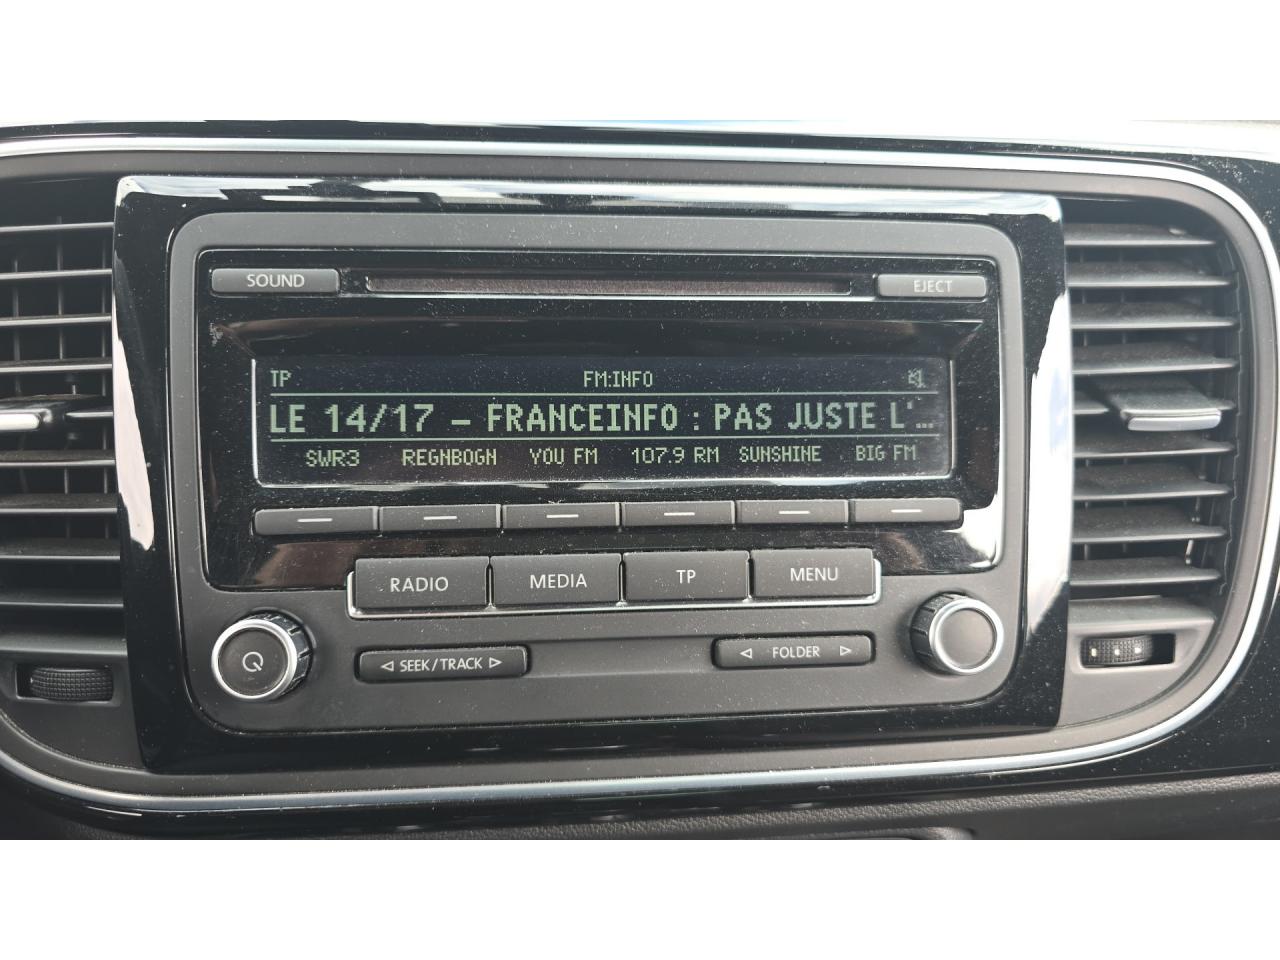 SOUND
EJECT
TP FM:INFO
LE 14/17 – FRANCEINFO : PAS JUSTE L'...
SWR3 REGNBOGN YOU FM 107.9 RM SUNSHINE BIG FM
RADIO MEDIA TP MENU
◁ SEEK/TRACK ▷ ◁ FOLDER ▷